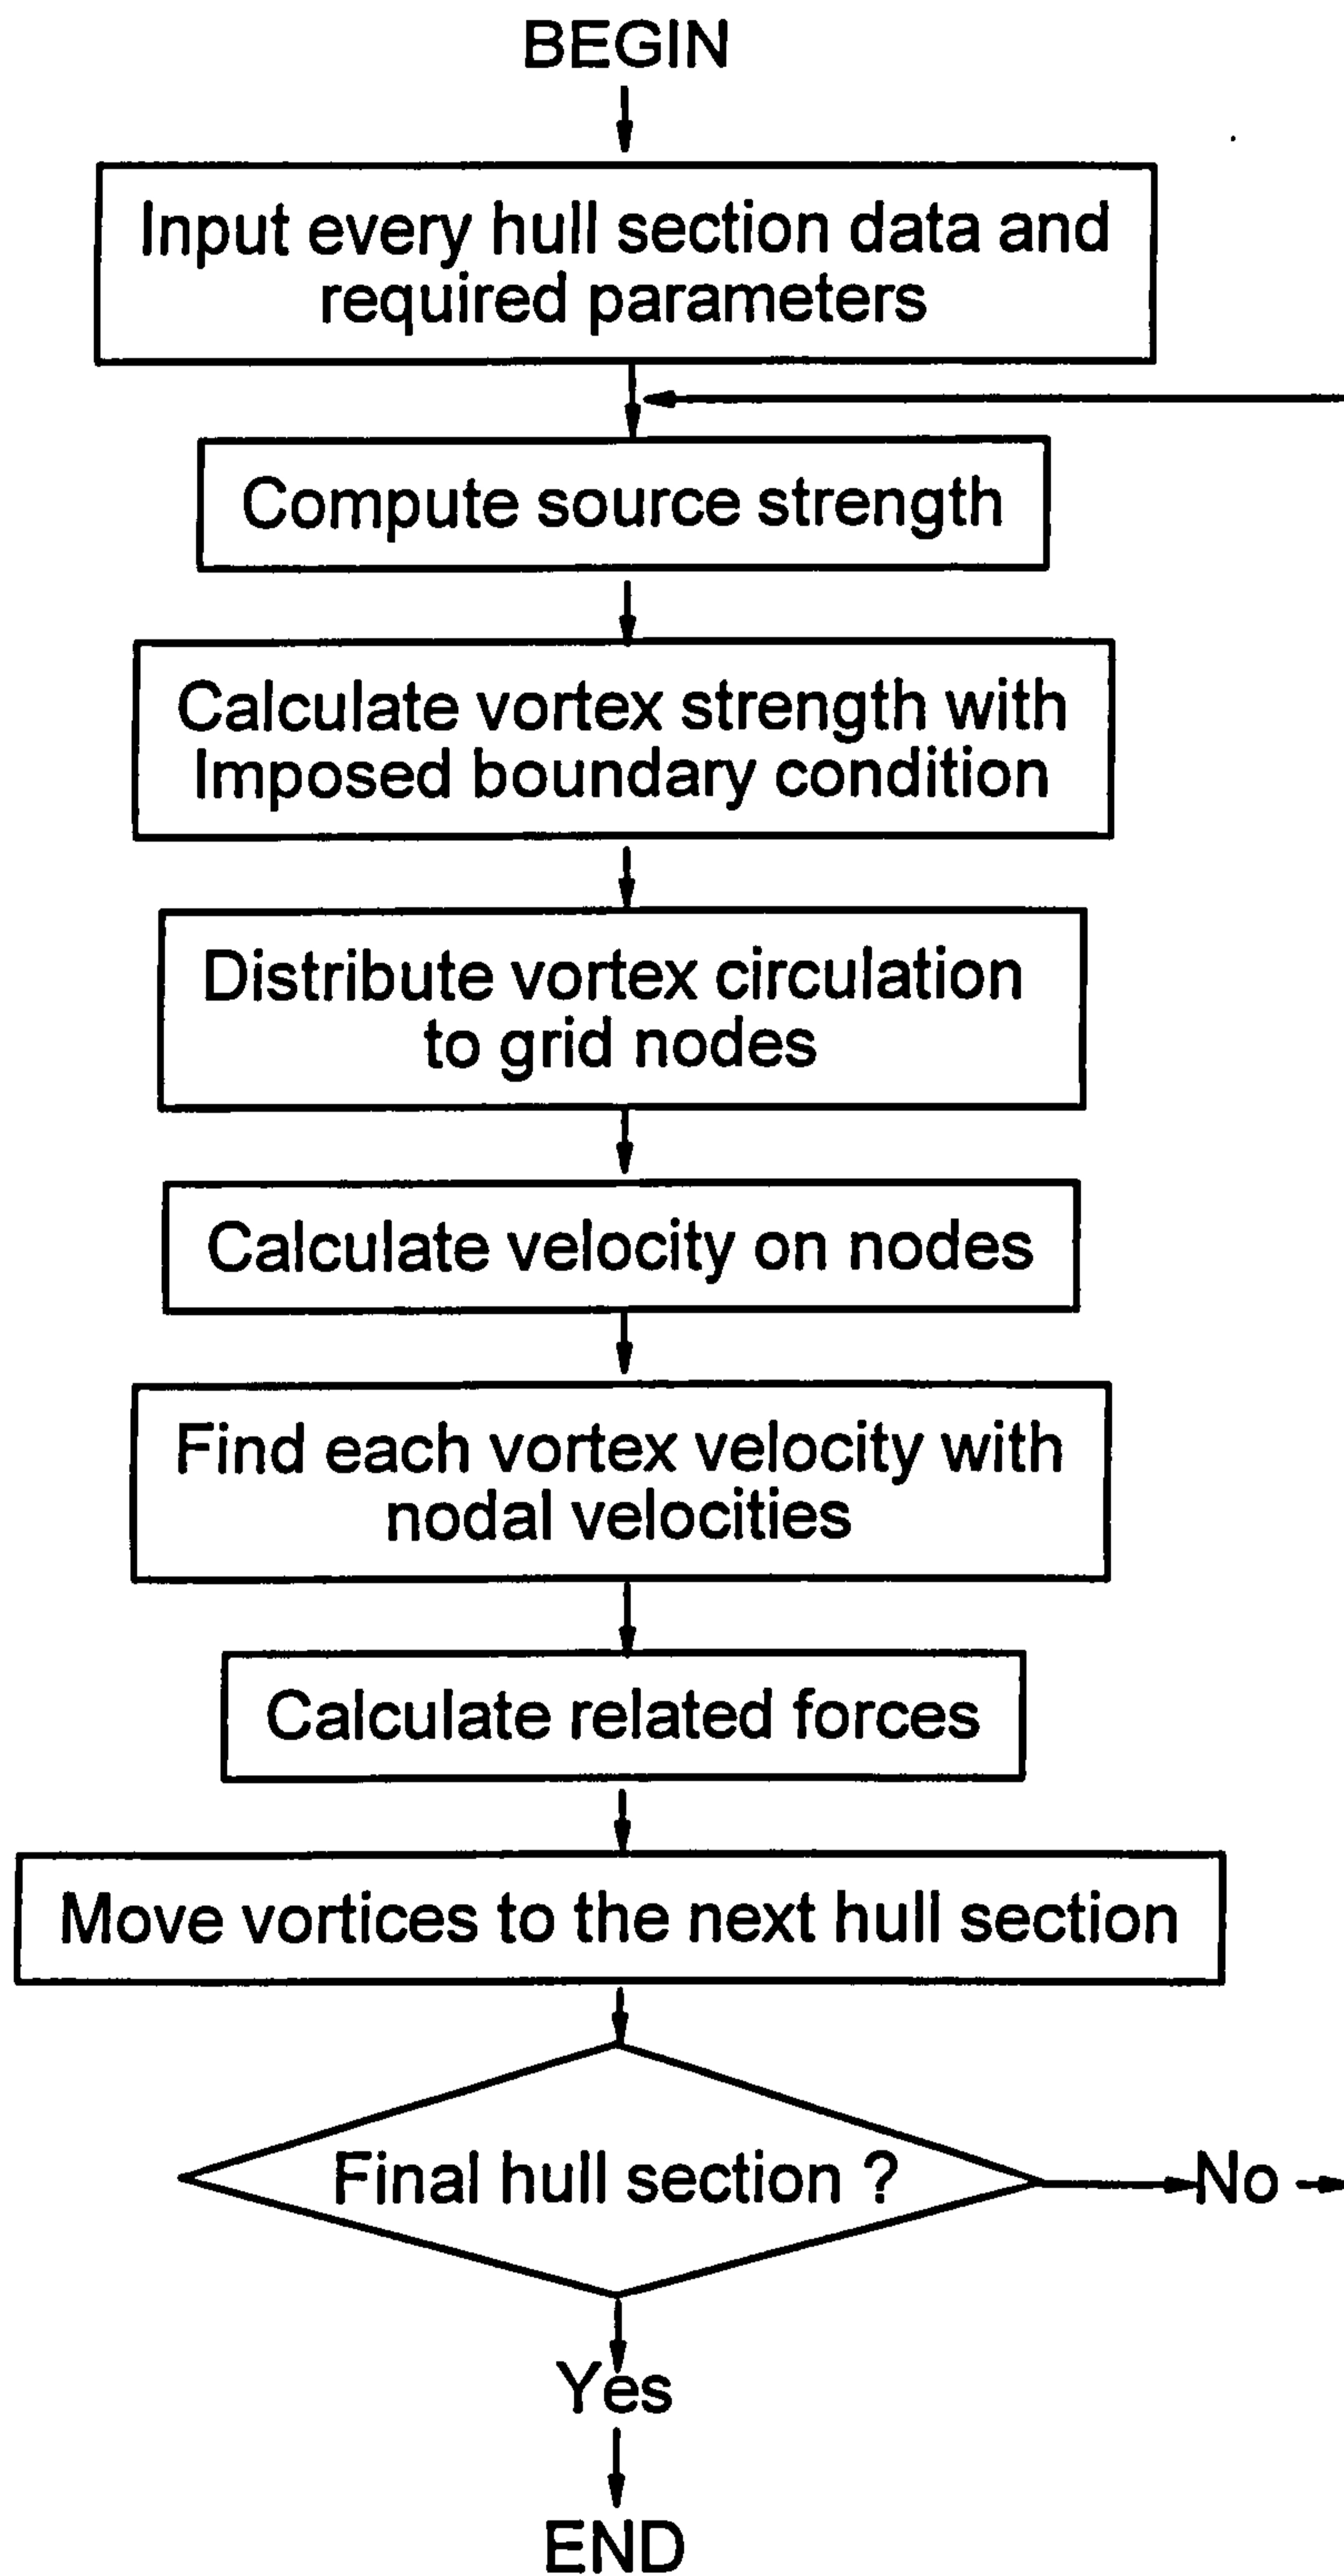 BEGIN
Input every hull section data and
required parameters
Compute source strength
Calculate vortex strength with
Imposed boundary condition
Distribute vortex circulation
to grid nodes
Calculate velocity on nodes
Find each vortex velocity with
nodal velocities
Calculate related forces
Move vortices to the next hull section
Final hull section ?
No
Yes
END